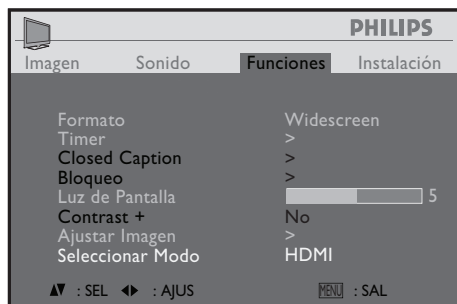 PHILIPS
Imagen Sonido Funciones Instalación
Formato Widescreen
Timer >
Closed Caption >
Bloqueo >
Luz de Pantalla 5
Contrast + No
Ajustar Imagen >
Seleccionar Modo HDMI
▲▼ : SEL ◀▶ : AJUS MENU : SAL